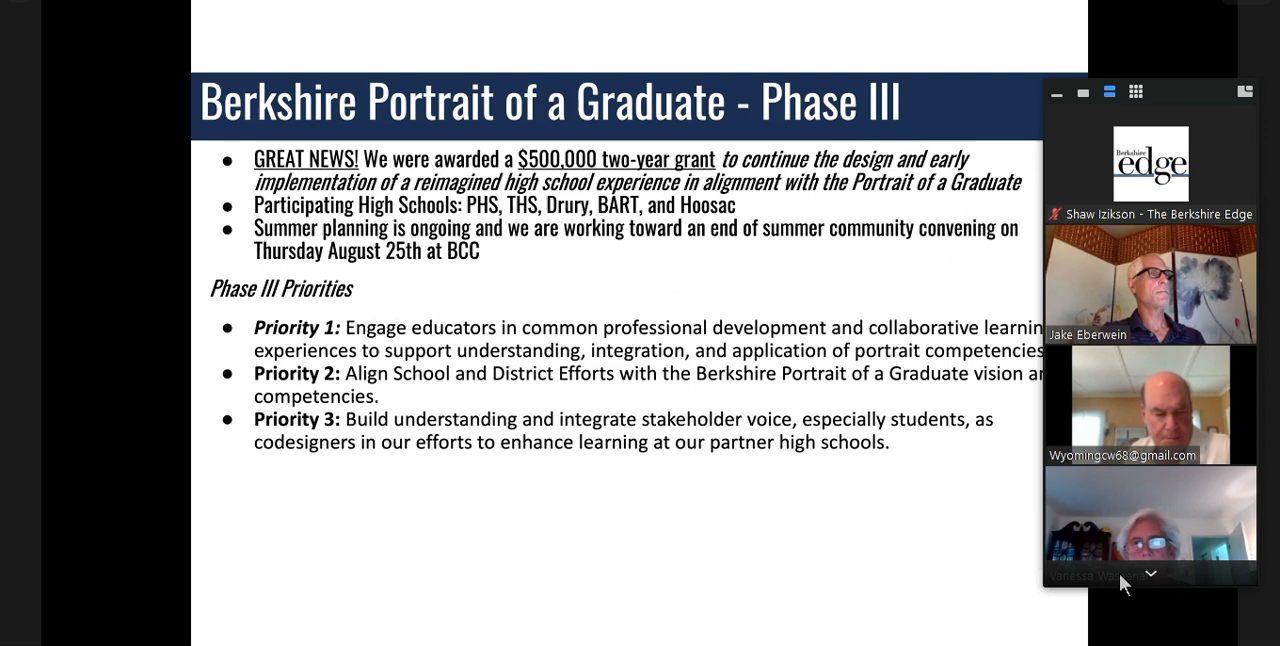 Berkshire Portrait of a Graduate - Phase III
● GREAT NEWS! We were awarded a $500,000 two-year grant to continue the design and early
implementation of a reimagined high school experience in alignment with the Portrait of a Graduate
● Participating High Schools: PHS, THS, Drury, BART, and Hoosac
● Summer planning is ongoing and we are working toward an end of summer community convening on
Thursday August 25th at BCC
Phase III Priorities
● Priority 1: Engage educators in common professional development and collaborative learnin
experiences to support understanding, integration, and application of portrait competencies
● Priority 2: Align School and District Efforts with the Berkshire Portrait of a Graduate vision an
competencies.
● Priority 3: Build understanding and integrate stakeholder voice, especially students, as
codesigners in our efforts to enhance learning at our partner high schools.
Berkshire
edge
Shaw Izikson - The Berkshire Edge
Jake Eberwein
Wyomingcw68@gmail.com
Vanessa